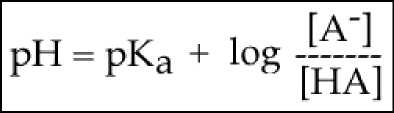 pH = pKa + log [A-]
-------
[HA]